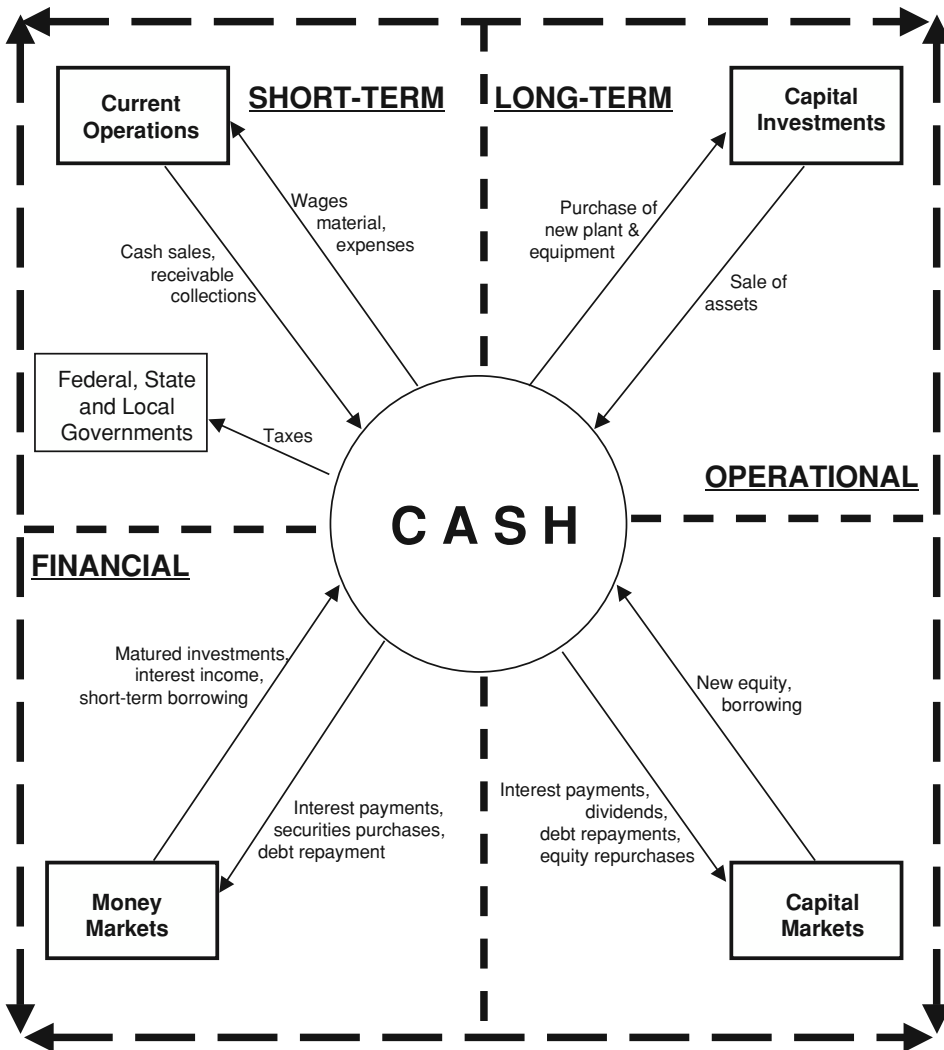 SHORT-TERM
LONG-TERM
Current
Operations
Capital
Investments
Wages
material,
expenses
Purchase of
new plant &
equipment
Cash sales,
receivable
collections
Sale of
assets
Federal, State
and Local
Governments
Taxes
OPERATIONAL
CASH
FINANCIAL
Matured investments,
interest income,
short-term borrowing
New equity,
borrowing
Interest payments,
securities purchases,
debt repayment
Interest payments,
dividends,
debt repayments,
equity repurchases
Money
Markets
Capital
Markets